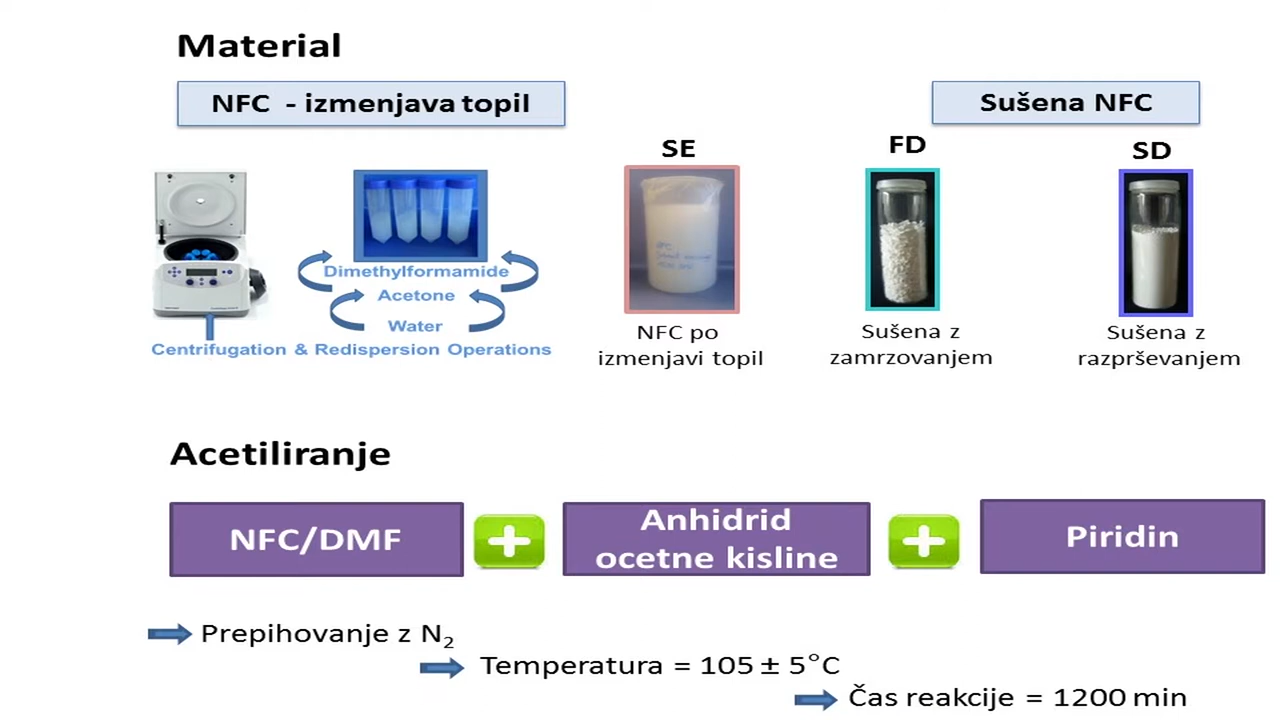 Material
NFC - izmenjava topil
Sušena NFC
SE
FD
SD
Dimethylformamide
Acetone
Water
Centrifugation & Redispersion Operations
NFC po
izmenjavi topil
Sušena z
zamrzovanjem
Sušena z
razprševanjem
Acetiliranje
NFC/DMF
Anhidrid
ocetne kisline
Piridin
Prepihovanje z N₂
Temperatura = 105 ± 5°C
Čas reakcije = 1200 min